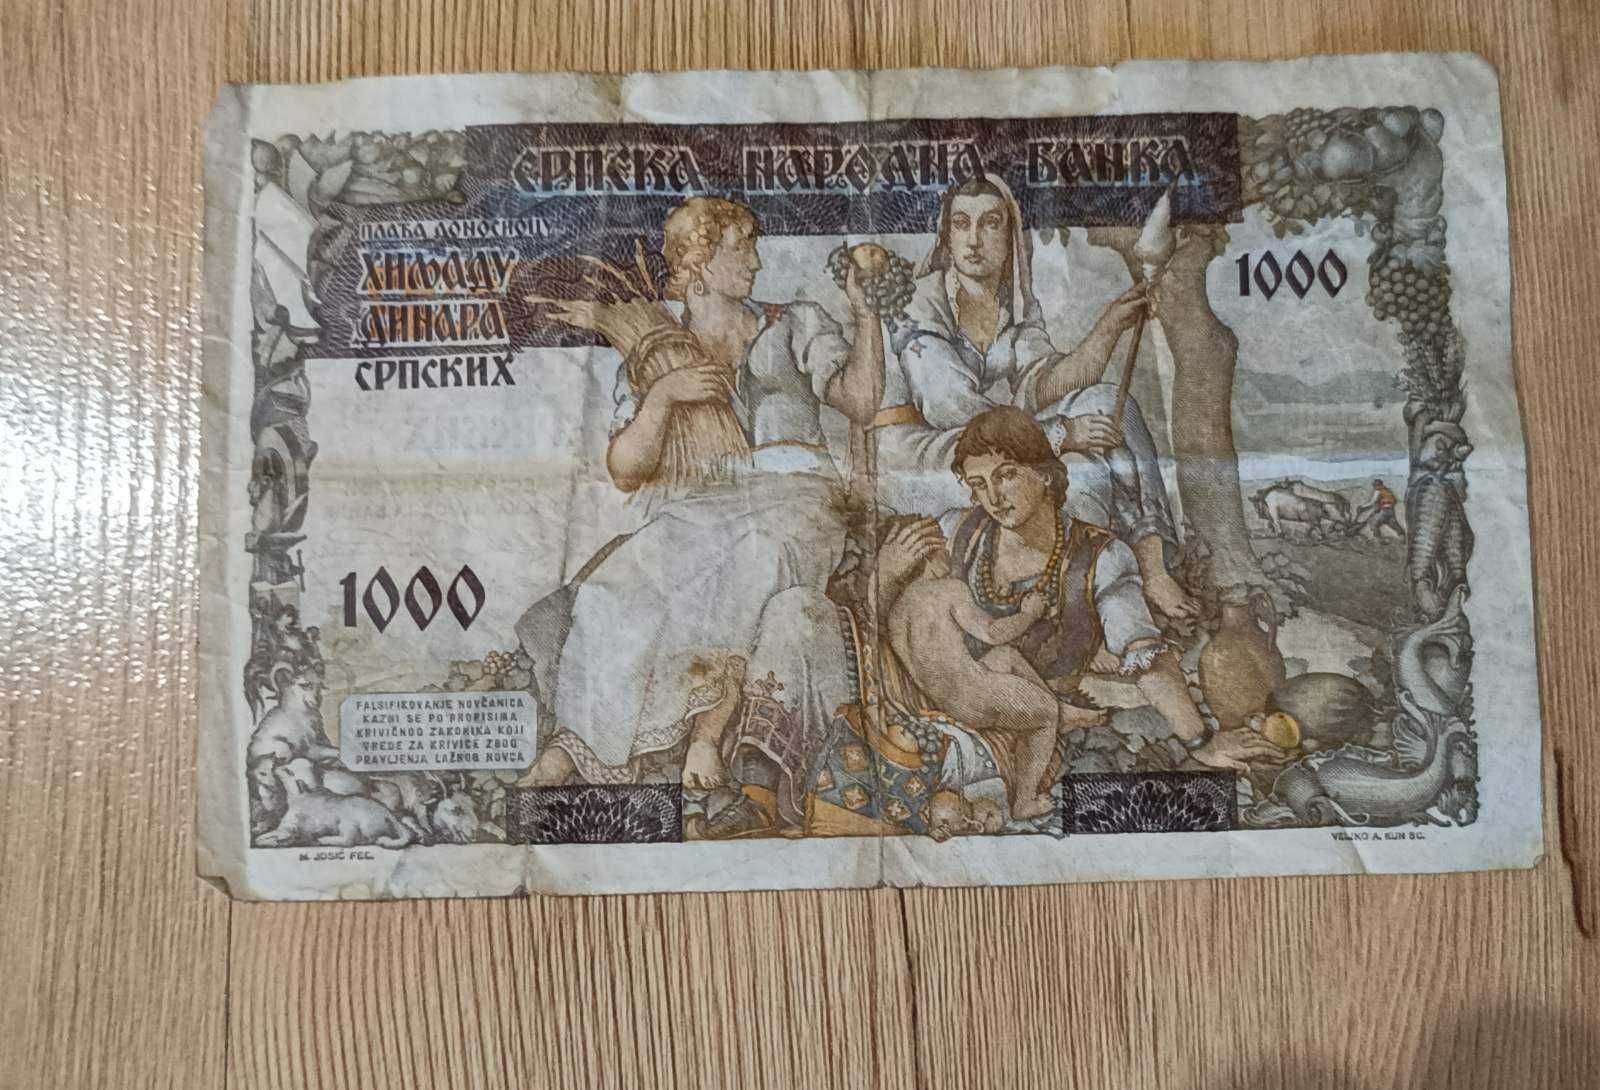 СРПСКА НАРОДНА БАНКА
ПЛАЋА ДОНОСИОЦУ
ХИЉАДУ
ДИНАРА
СРПСКИХ
1000
1000
FALSIFIKOVANJE NOVČANICA
KAZNI SE PO PROPISIMA
KRIVIČNOG ZAKONIKA KOJI
VREDE ZA KRIVICE ZBOG
PRAVLJENJA LAŽNOG NOVCA
M. JOSIĆ FEC.
VELJKO A. KUN SC.